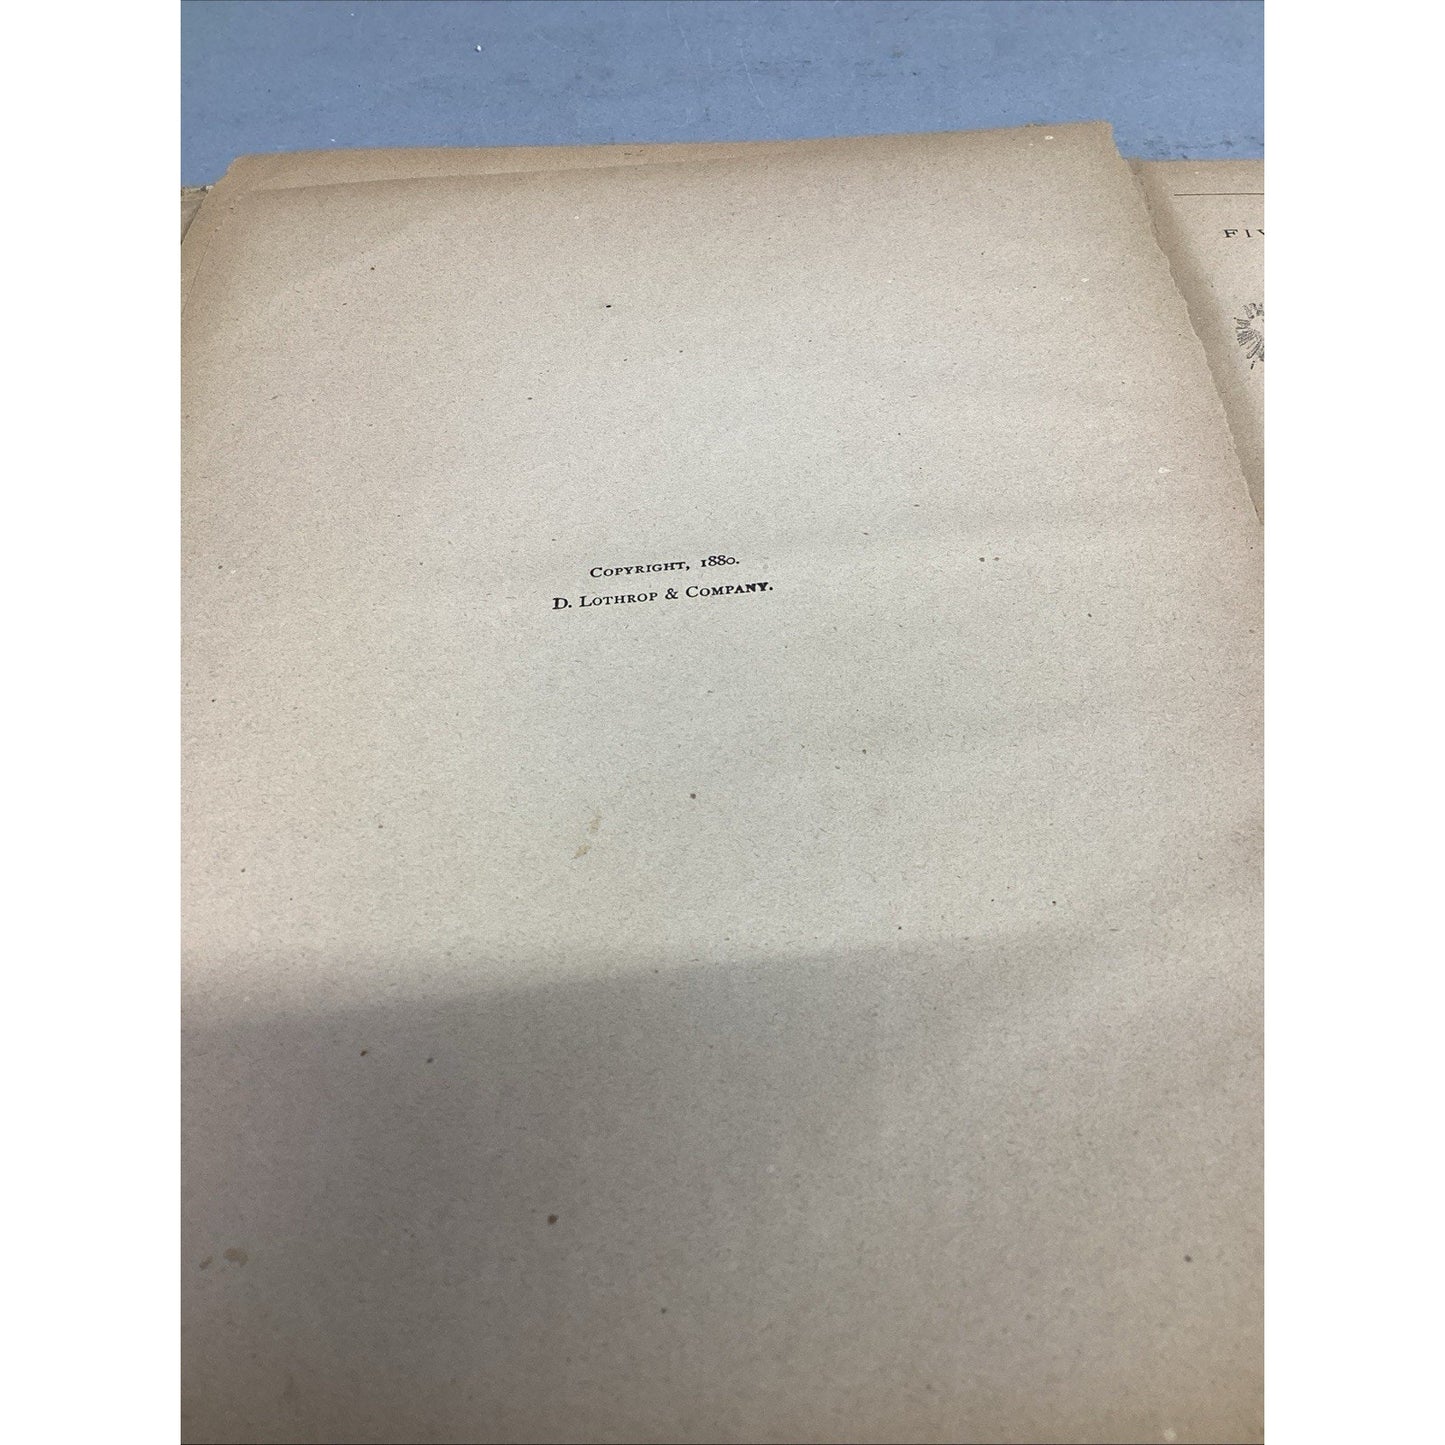 Copyright, 1880.
D. Lothrop & Company.